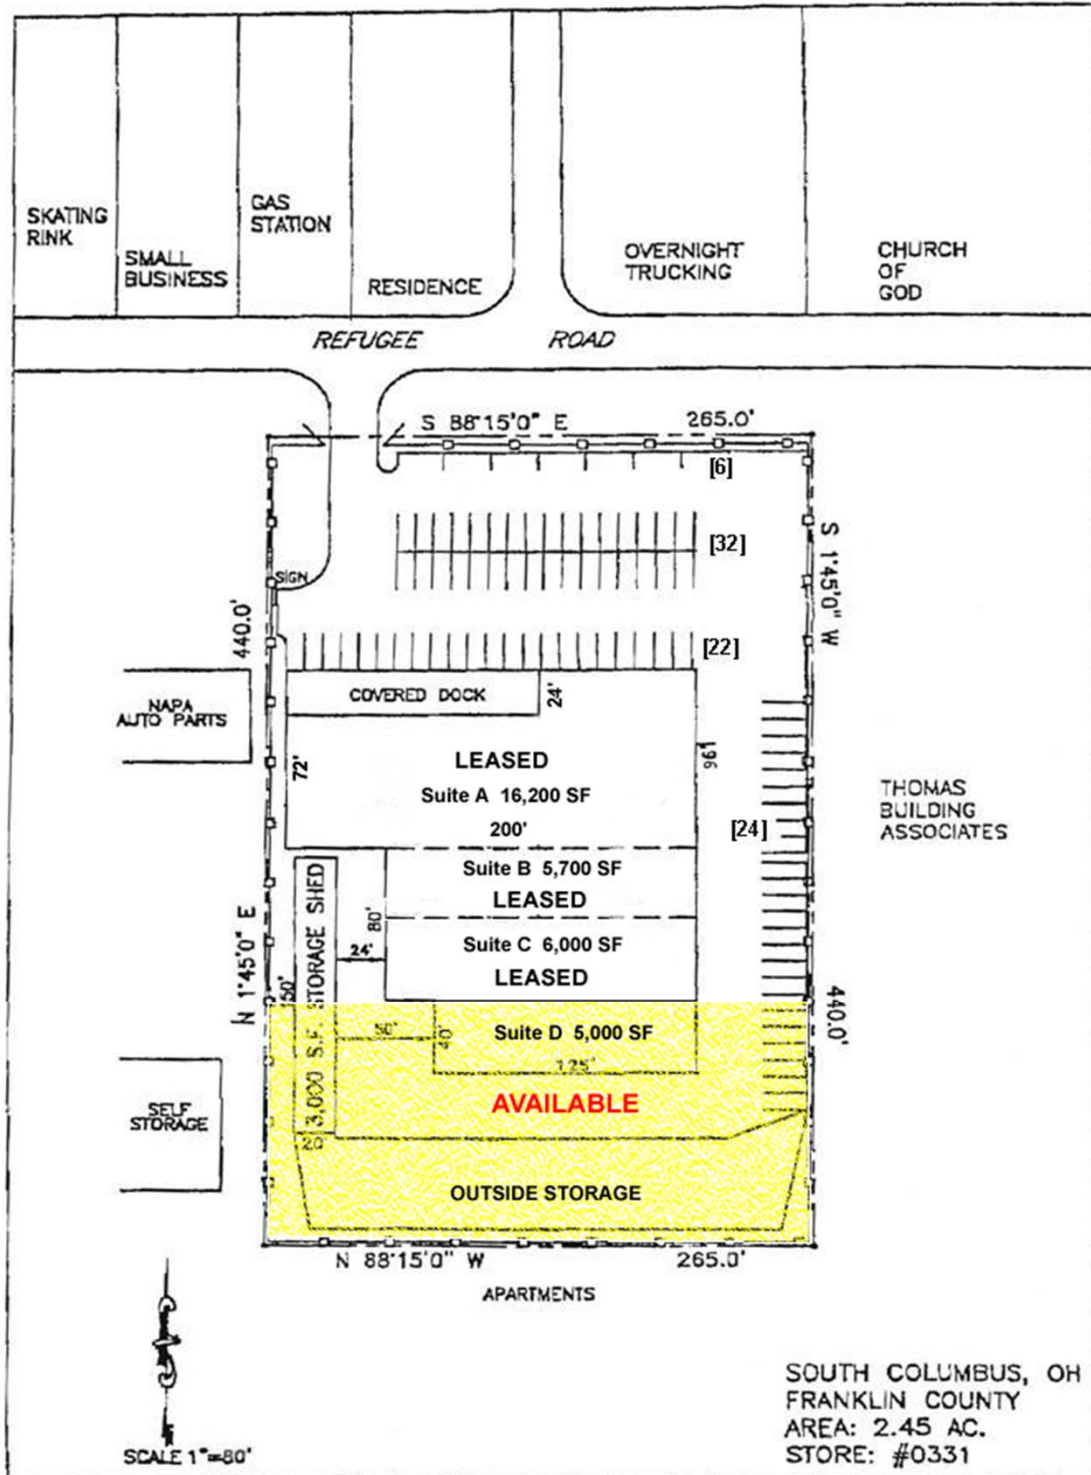 SKATING
RINK
SMALL
BUSINESS
GAS
STATION
RESIDENCE
OVERNIGHT
TRUCKING
CHURCH
OF
GOD
REFUGEE ROAD
S 88°15'0" E 265.0'
[6]
[32]
S 1°45'0" W
SIGN
440.0'
[22]
COVERED DOCK
24'
NAPA
AUTO PARTS
72'
LEASED
96'
Suite A 16,200 SF
200'
[24]
THOMAS
BUILDING
ASSOCIATES
Suite B 5,700 SF
LEASED
80'
24'
Suite C 6,000 SF
LEASED
N 1°45'0" E
3,000 S.F. STORAGE SHED
150'
440.0'
50'
40'
Suite D 5,000 SF
125'
AVAILABLE
SELF
STORAGE
20'
OUTSIDE STORAGE
N 88°15'0" W 265.0'
APARTMENTS
SCALE 1"=80'
SOUTH COLUMBUS, OH
FRANKLIN COUNTY
AREA: 2.45 AC.
STORE: #0331